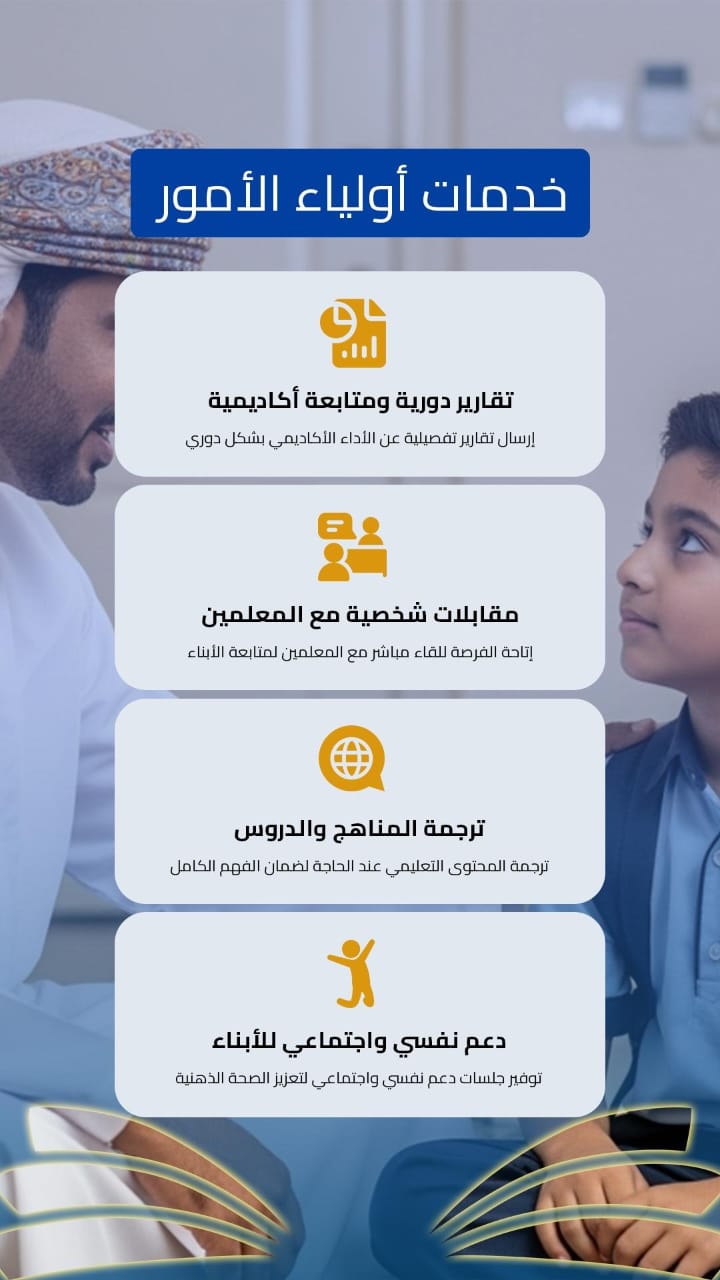 خدمات أولياء الأمور
تقارير دورية ومتابعة أكاديمية
إرسال تقارير تفصيلية عن الأداء الأكاديمي بشكل دوري
مقابلات شخصية مع المعلمين
إتاحة الفرصة للقاء مباشر مع المعلمين لمتابعة الأبناء
ترجمة المناهج والدروس
ترجمة المحتوى التعليمي عند الحاجة لضمان الفهم الكامل
دعم نفسي واجتماعي للأبناء
توفير جلسات دعم نفسي واجتماعي لتعزيز الصحة الذهنية